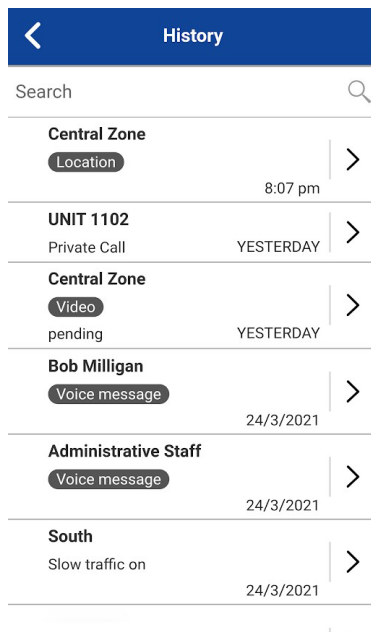 History
Search
Central Zone
Location
8:07 pm
UNIT 1102
Private Call
YESTERDAY
Central Zone
Video
pending
YESTERDAY
Bob Milligan
Voice message
24/3/2021
Administrative Staff
Voice message
24/3/2021
South
Slow traffic on
24/3/2021